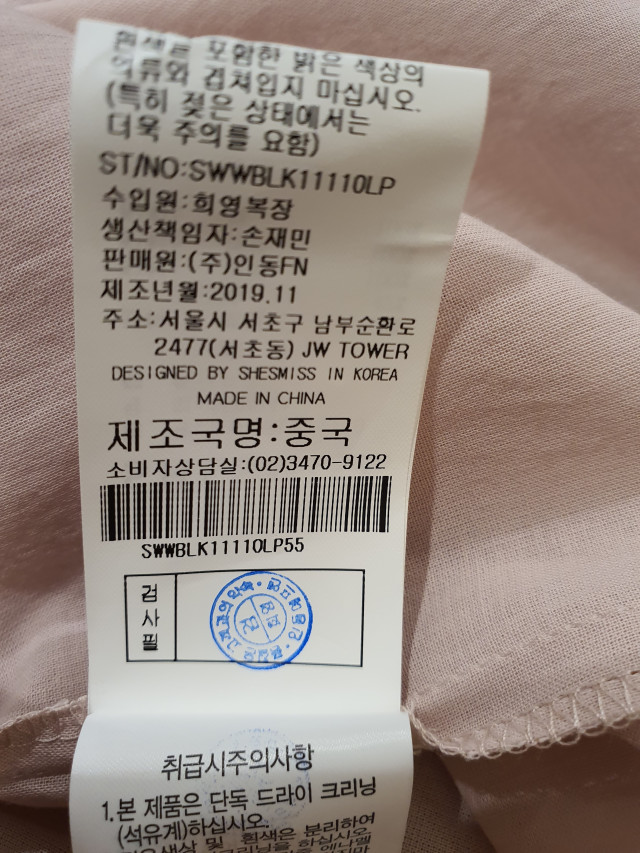 흰색을 포함한 밝은 색상의
의류와 겹쳐입지 마십시오.
(특히 젖은 상태에서는
더욱 주의를 요함)
ST/NO:SWWBLK11110LP
수입원:희영복장
생산책임자:손재민
판매원:(주)인동FN
제조년월:2019.11
주소:서울시 서초구 남부순환로
2477(서초동) JW TOWER
DESIGNED BY SHESMISS IN KOREA
MADE IN CHINA
제조국명:중국
소비자상담실:(02)3470-9122
SWWBLK11110LP55
검사필
취급시주의사항
1.본 제품은 단독 드라이 크리닝
(석유계)하십시오.
흰색은 분리하여